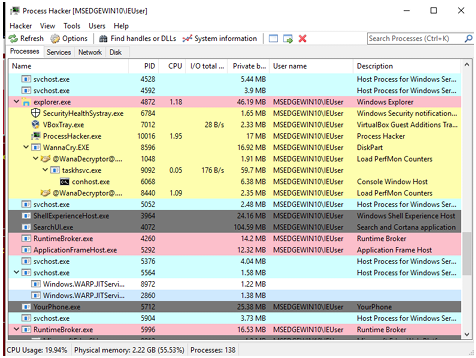 Process Hacker [MSEDGEWIN10\IEUser]
Hacker View Tools Users Help
Refresh Options Find handles or DLLs System information Search Processes (Ctrl+K)
Processes Services Network Disk
Name PID CPU I/O total ... Private b... User name Description
svchost.exe 4528 5.44 MB Host Process for Windows Ser...
svchost.exe 4592 3.9 MB Host Process for Windows Ser...
explorer.exe 4872 1.18 46.19 MB MSEDGEWIN10\IEUser Windows Explorer
SecurityHealthSystray.exe 6784 1.65 MB MSEDGEWIN10\IEUser Windows Security notification...
VBoxTray.exe 7012 28 B/s 2.33 MB MSEDGEWIN10\IEUser VirtualBox Guest Additions Tra...
ProcessHacker.exe 10016 1.95 17 MB MSEDGEWIN10\IEUser Process Hacker
WannaCry.EXE 8596 16.92 MB MSEDGEWIN10\IEUser DiskPart
@WanaDecryptor@... 1048 1.91 MB MSEDGEWIN10\IEUser Load PerfMon Counters
taskhsvc.exe 9092 0.05 176 B/s 59.7 MB MSEDGEWIN10\IEUser
conhost.exe 6068 6.38 MB MSEDGEWIN10\IEUser Console Window Host
@WanaDecryptor@... 8440 1.09 2.35 MB MSEDGEWIN10\IEUser Load PerfMon Counters
svchost.exe 5052 2.48 MB Host Process for Windows Ser...
ShellExperienceHost.exe 3964 24.16 MB MSEDGEWIN10\IEUser Windows Shell Experience Host
SearchUI.exe 4072 104.59 MB MSEDGEWIN10\IEUser Search and Cortana application
RuntimeBroker.exe 4260 14.2 MB MSEDGEWIN10\IEUser Runtime Broker
ApplicationFrameHost.exe 5292 12.32 MB MSEDGEWIN10\IEUser Application Frame Host
svchost.exe 5376 4.04 MB Host Process for Windows Ser...
svchost.exe 5564 1.58 MB Host Process for Windows Ser...
Windows.WARP.JITServi... 8972 1.22 MB
Windows.WARP.JITServi... 2860 1.38 MB
YourPhone.exe 5712 25.38 MB MSEDGEWIN10\IEUser YourPhone
svchost.exe 5904 3.73 MB Host Process for Windows Ser...
RuntimeBroker.exe 5996 16.53 MB MSEDGEWIN10\IEUser Runtime Broker
CPU Usage: 19.94% Physical memory: 2.22 GB (55.53%) Processes: 138